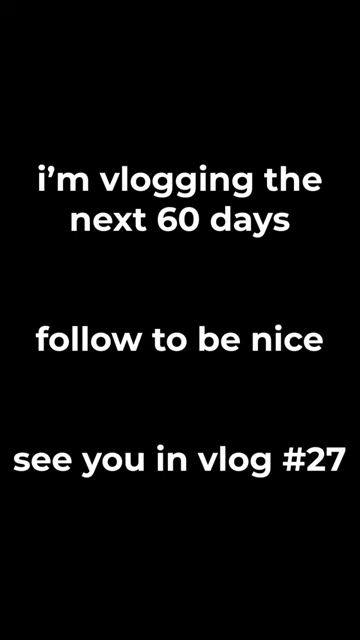 i’m vlogging the
next 60 days
follow to be nice
see you in vlog #27